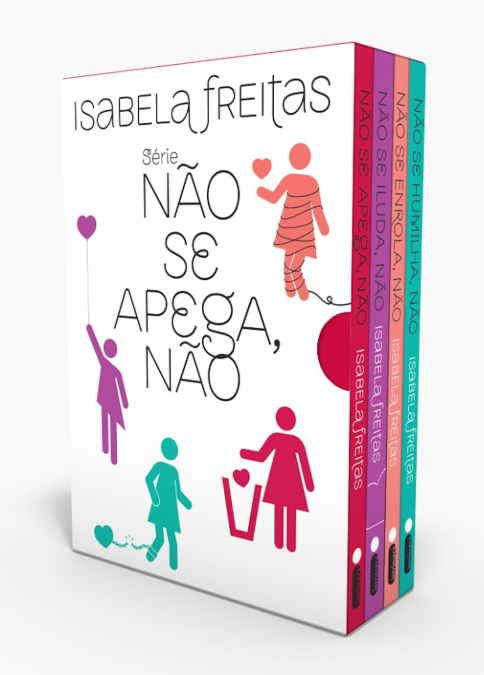 ISABELA FREITAS
Série
NÃO
SE
APEGA,
NÃO
NÃO SE APEGA, NÃO ISABELA FREITAS
NÃO SE ILUDA, NÃO ISABELA FREITAS
NÃO SE ENROLA, NÃO ISABELA FREITAS
NÃO SE HUMILHA, NÃO ISABELA FREITAS